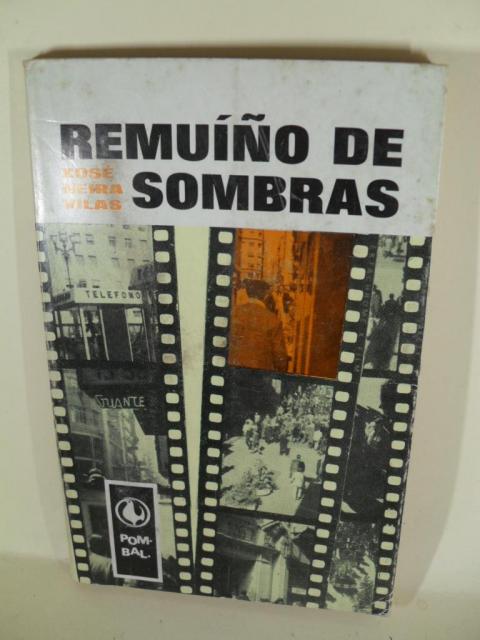 REMUÍÑO DE
XOSÉ
NEIRA
VILAS
SOMBRAS
TELEFONO
GUANTE
POM-
BAL.